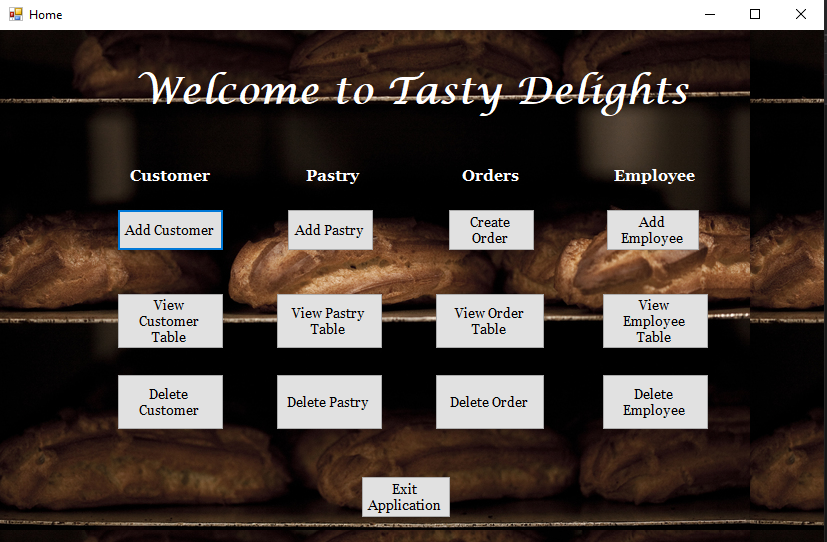 Home
Welcome to Tasty Delights
Customer
Pastry
Orders
Employee
Add Customer
Add Pastry
Create
Order
Add
Employee
View
Customer
Table
View Pastry
Table
View Order
Table
View
Employee
Table
Delete
Customer
Delete Pastry
Delete Order
Delete
Employee
Exit
Application